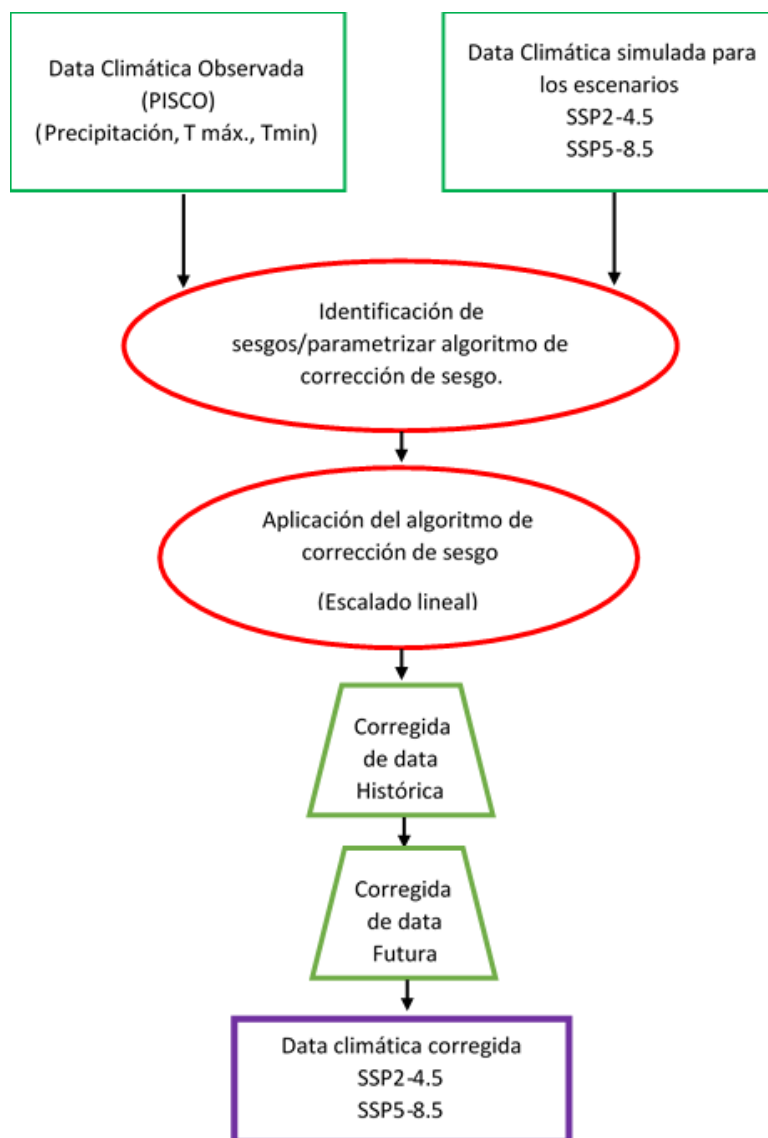 Data Climática Observada
(PISCO)
(Precipitación, T máx., Tmin)
Data Climática simulada para
los escenarios
SSP2-4.5
SSP5-8.5
Identificación de
sesgos/parametrizar algoritmo de
corrección de sesgo.
Aplicación del algoritmo de
corrección de sesgo
(Escalado lineal)
Corregida
de data
Histórica
Corregida
de data
Futura
Data climática corregida
SSP2-4.5
SSP5-8.5